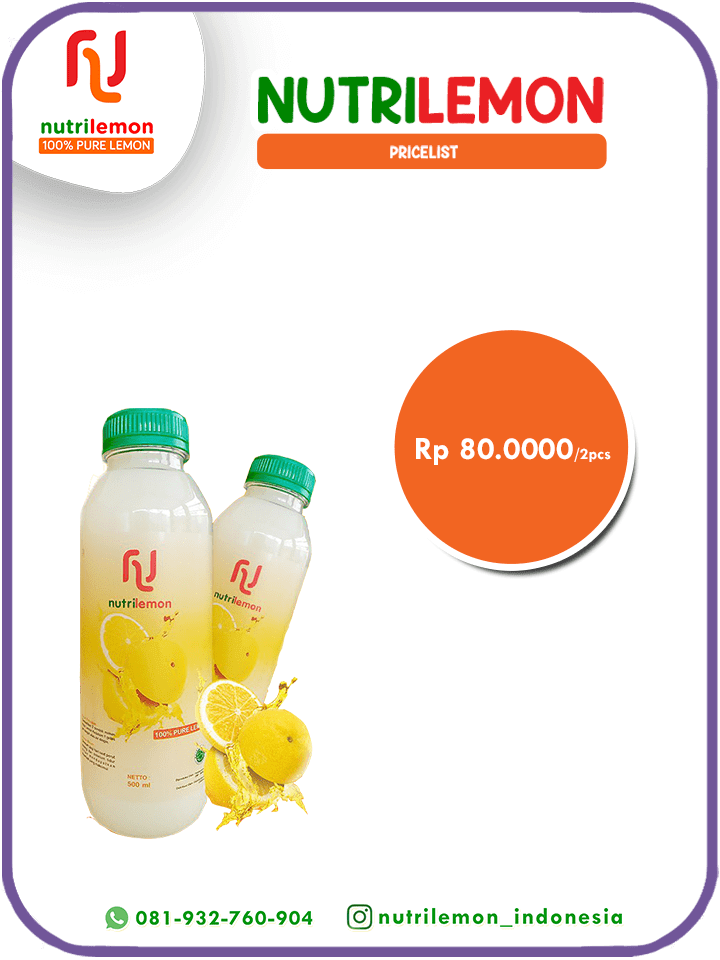 nutrilemon
100% PURE LEMON
NUTRILEMON
PRICELIST
Rp 80.0000/2pcs
nutrilemon
nutrilemon
100% PURE LE
NETTO :
500 ml
081-932-760-904
nutrilemon_indonesia